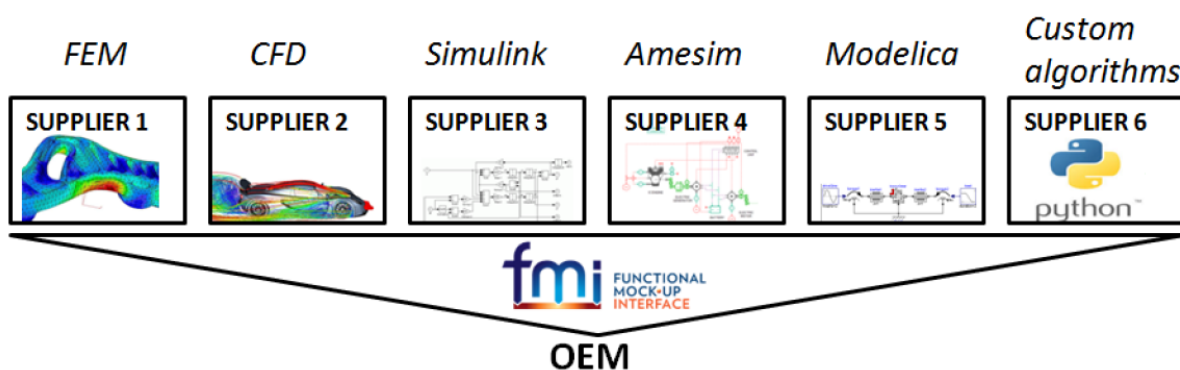 FEM
CFD
Simulink
Amesim
Modelica
Custom
algorithms
SUPPLIER 1
SUPPLIER 2
SUPPLIER 3
SUPPLIER 4
SUPPLIER 5
SUPPLIER 6
python™
fmi
FUNCTIONAL
MOCK-UP
INTERFACE
OEM